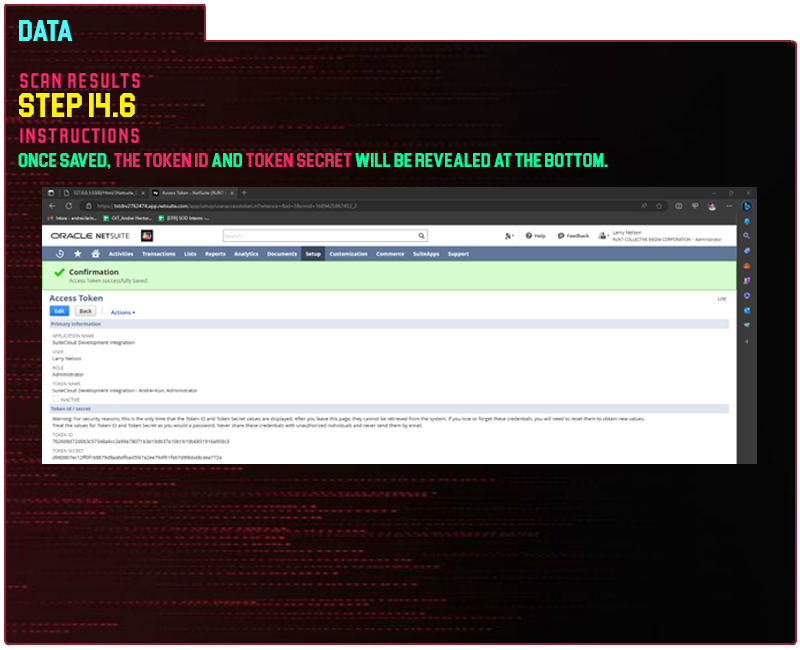 DATA
SCAN RESULTS
STEP 14.6
INSTRUCTIONS
ONCE SAVED, THE TOKEN ID AND TOKEN SECRET WILL BE REVEALED AT THE BOTTOM.
Access Token - NetSuite (RUNT
ORACLE NETSUITE
Search
Help
Feedback
Larry Nelson
RUNT COLLECTIVE MEDIA CORPORATION - Administrator
Activities Transactions Lists Reports Analytics Documents Setup Customization Commerce SuiteApps Support
Confirmation
Access Token successfully Saved
Access Token
List
Edit
Back
Actions
Primary Information
APPLICATION NAME
SuiteCloud Development Integration
USER
Larry Nelson
ROLE
Administrator
TOKEN NAME
SuiteCloud Development Integration - Andrei-Kun, Administrator
INACTIVE
Token Id / secret
Warning: For security reasons, this is the only time that the Token ID and Token Secret values are displayed. After you leave this page, they cannot be retrieved from the system. If you lose or forget these credentials, you will need to reset them to obtain new values.
Treat the values for Token ID and Token Secret as you would a password. Never share these credentials with unauthorized individuals and never send them by email.
TOKEN ID
TOKEN SECRET